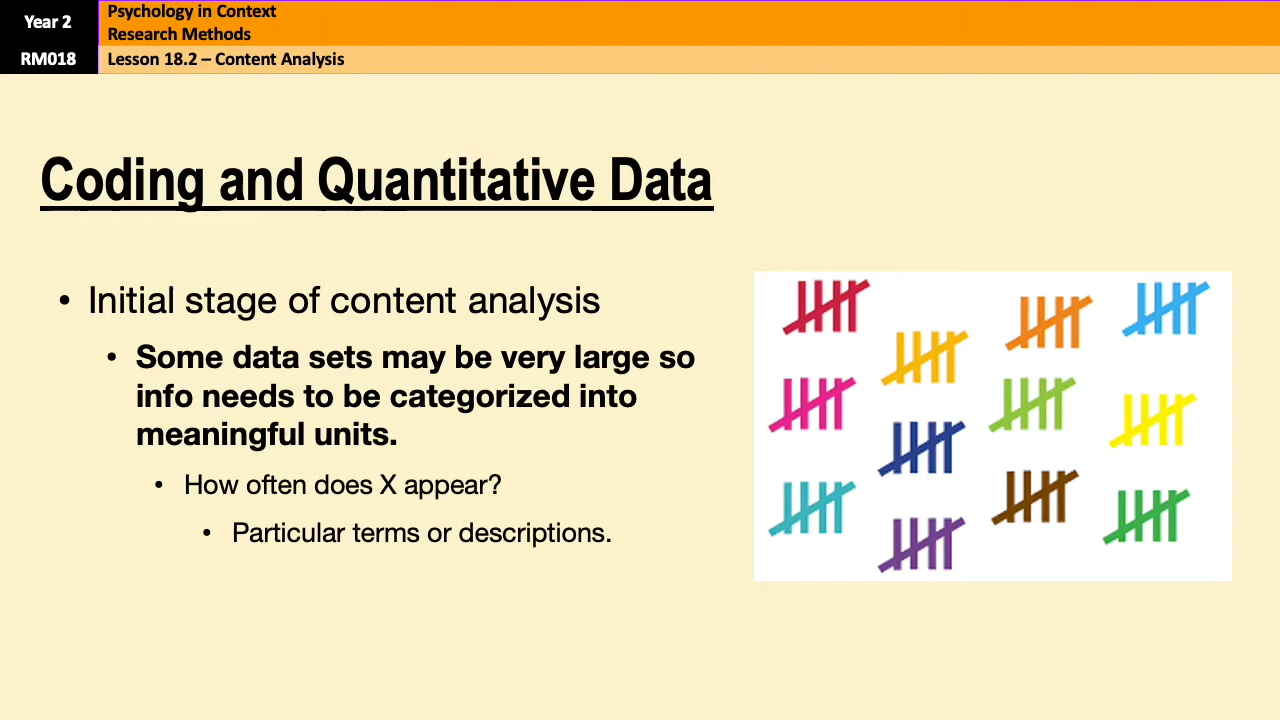 Year 2
Psychology in Context
Research Methods
RM018
Lesson 18.2 – Content Analysis
Coding and Quantitative Data
• Initial stage of content analysis
• Some data sets may be very large so
info needs to be categorized into
meaningful units.
• How often does X appear?
• Particular terms or descriptions.